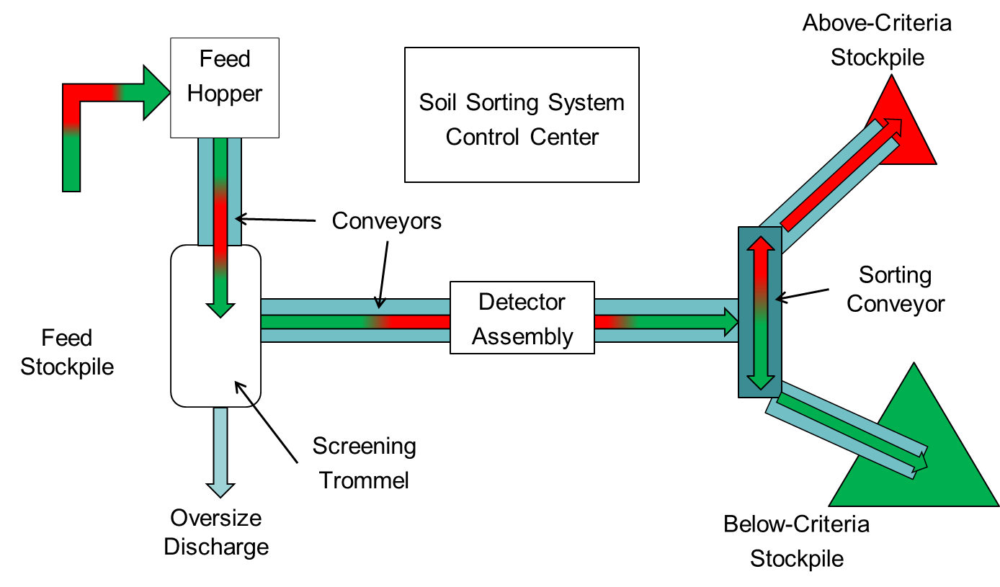 Above-Criteria
Stockpile
Feed
Hopper
Soil Sorting System
Control Center
Conveyors
Sorting
Conveyor
Detector
Assembly
Feed
Stockpile
Screening
Trommel
Oversize
Discharge
Below-Criteria
Stockpile